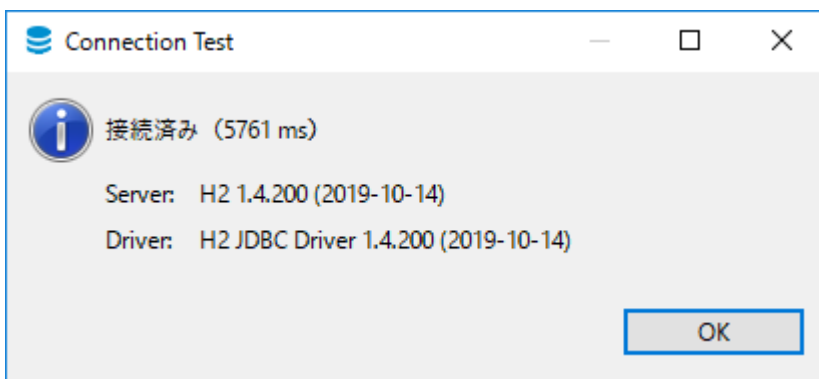 Connection Test
接続済み（5761 ms）
Server: H2 1.4.200 (2019-10-14)
Driver: H2 JDBC Driver 1.4.200 (2019-10-14)
OK